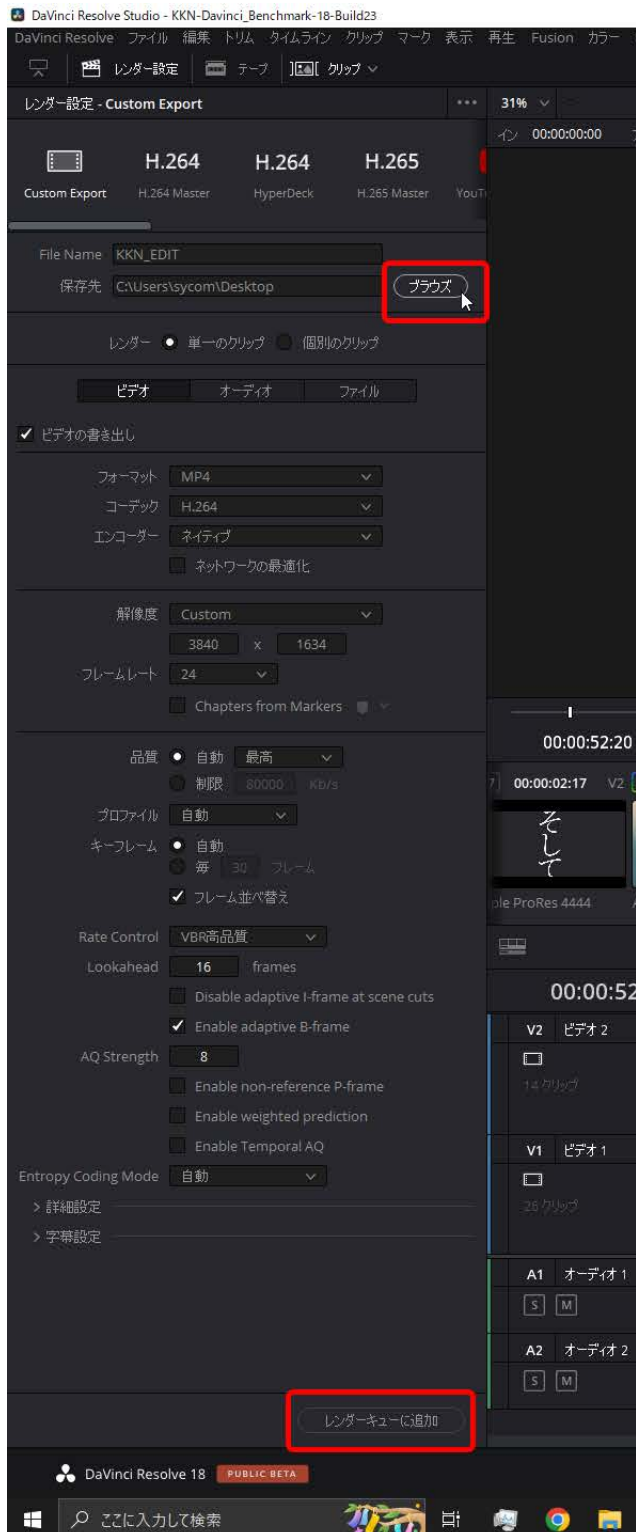 DaVinci Resolve Studio - KKN-Davinci_Benchmark-18-Build23
DaVinci Resolve ファイル 編集 トリム タイムライン クリップ マーク 表示 再生 Fusion カラー
レンダー設定 テープ クリップ
レンダー設定 - Custom Export ••• 31%
イン 00:00:00:00
H.264 H.264 H.265
Custom Export H.264 Master HyperDeck H.265 Master YouT
File Name KKN_EDIT
保存先 C:\Users\sycom\Desktop ブラウズ
レンダー 単一のクリップ 個別のクリップ
ビデオ オーディオ ファイル
ビデオの書き出し
フォーマット MP4
コーデック H.264
エンコーダー ネイティブ
ネットワークの最適化
解像度 Custom
3840 x 1634
フレームレート 24
Chapters from Markers
00:00:52:20
品質 自動 最高
制限 80000 Kb/s
00:00:02:17 V2
プロファイル 自動
キーフレーム 自動
毎 30 フレーム
そして
フレーム並べ替え
ple ProRes 4444
Rate Control VBR高品質
Lookahead 16 frames
Disable adaptive I-frame at scene cuts
00:00:52
Enable adaptive B-frame
V2 ビデオ 2
AQ Strength 8
Enable non-reference P-frame
14 クリップ
Enable weighted prediction
Enable Temporal AQ
V1 ビデオ 1
Entropy Coding Mode 自動
詳細設定
26 クリップ
字幕設定
A1 オーディオ 1
S M
A2 オーディオ 2
S M
レンダーキューに追加
DaVinci Resolve 18 PUBLIC BETA
ここに入力して検索